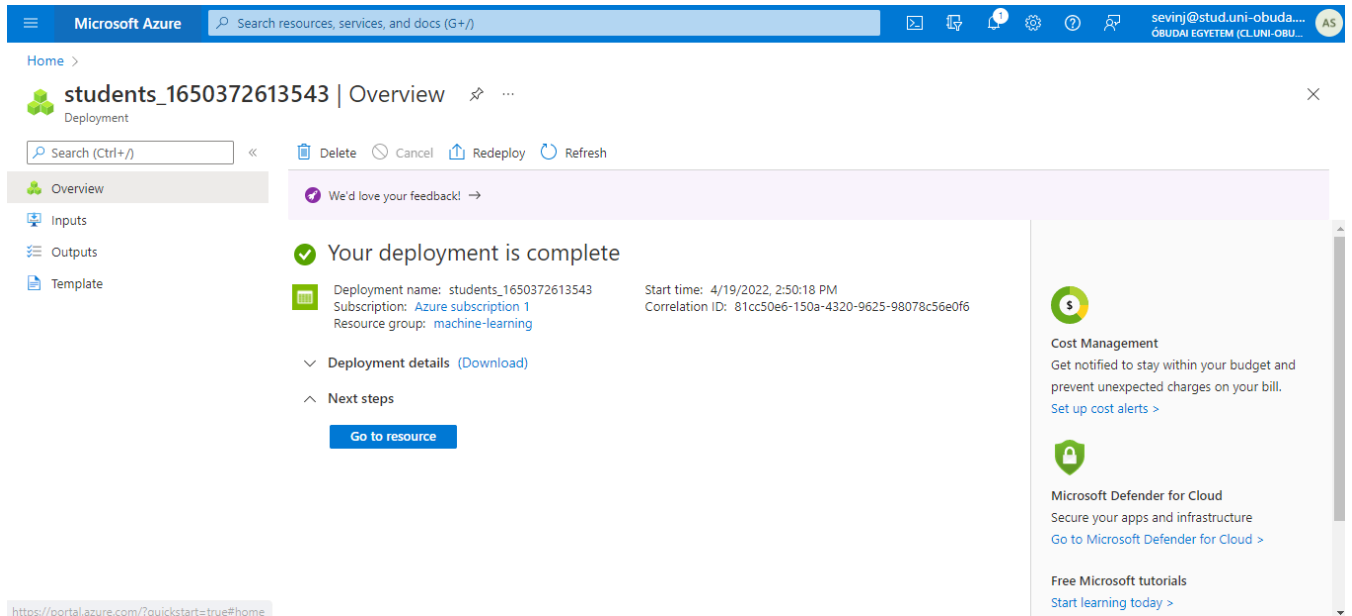 Microsoft Azure
Search resources, services, and docs (G+/)
1
sevinj@stud.uni-obuda....
ÓBUDAI EGYETEM (CL.UNI-OBU...
AS
Home >
students_1650372613543 | Overview
Deployment
Search (Ctrl+/)
Delete
Cancel
Redeploy
Refresh
Overview
Inputs
Outputs
Template
We'd love your feedback! →
Your deployment is complete
Deployment name: students_1650372613543
Subscription: Azure subscription 1
Resource group: machine-learning
Start time: 4/19/2022, 2:50:18 PM
Correlation ID: 81cc50e6-150a-4320-9625-98078c56e0f6
Deployment details (Download)
Next steps
Go to resource
Cost Management
Get notified to stay within your budget and
prevent unexpected charges on your bill.
Set up cost alerts >
Microsoft Defender for Cloud
Secure your apps and infrastructure
Go to Microsoft Defender for Cloud >
Free Microsoft tutorials
Start learning today >
https://portal.azure.com/?quickstart=true#home